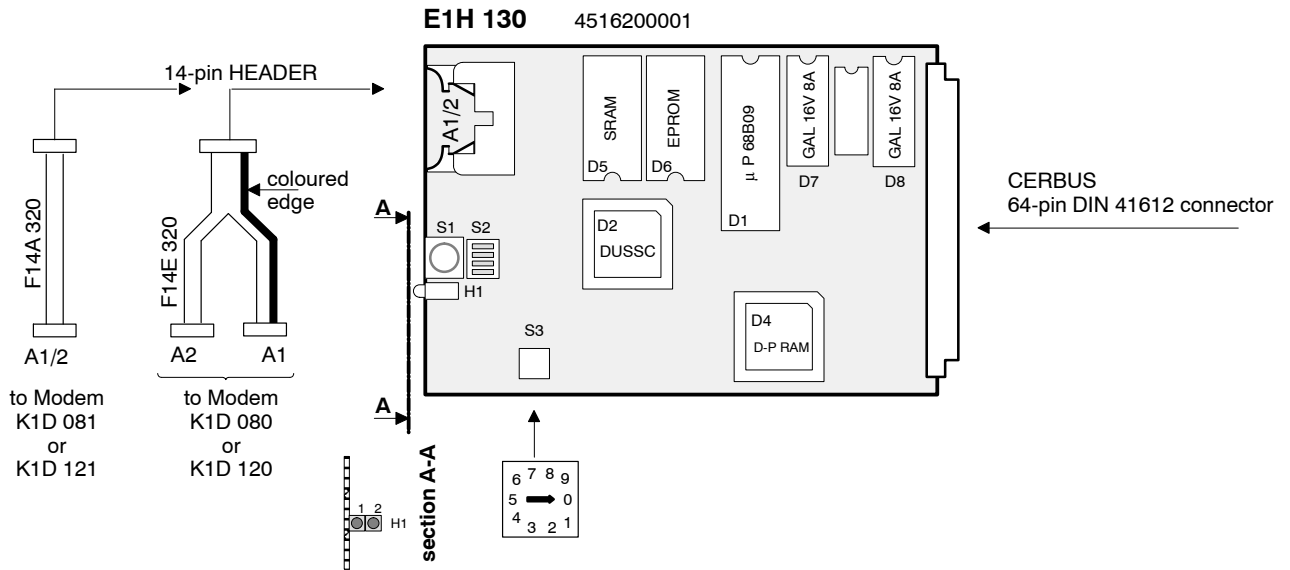 E1H 130 4516200001
14-pin HEADER
A1/2
SRAM
D5
EPROM
D6
µ P 68B09
D1
GAL 16V 8A
D7
GAL 16V 8A
D8
CERBUS
64-pin DIN 41612 connector
coloured
edge
F14A 320
F14E 320
A
S1 S2
H1
D2
DUSSC
S3
D4
D-P RAM
A1/2
A2
A1
to Modem
K1D 081
or
K1D 121
to Modem
K1D 080
or
K1D 120
A
section A-A
1 2
H1
6 7 8 9
5 0
4 3 2 1